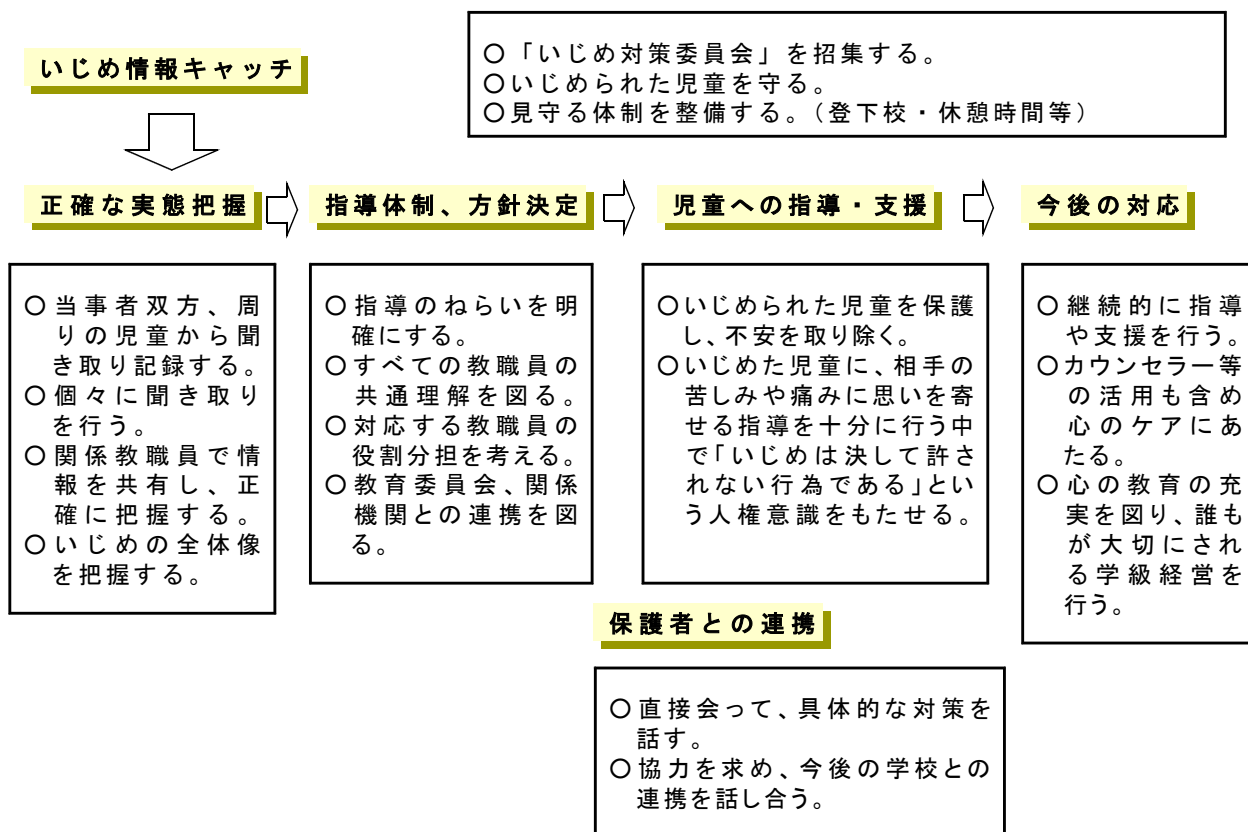 いじめ情報キャッチ
〇「いじめ対策委員会」を招集する。
〇いじめられた児童を守る。
〇見守る体制を整備する。（登下校・休憩時間等）
正確な実態把握
指導体制、方針決定
児童への指導・支援
今後の対応
〇当事者双方、周
りの児童から聞
き取り記録する。
〇個々に聞き取り
を行う。
〇関係教職員で情
報を共有し、正
確に把握する。
〇いじめの全体像
を把握する。
〇指導のねらいを明
確にする。
〇すべての教職員の
共通理解を図る。
〇対応する教職員の
役割分担を考える。
〇教育委員会、関係
機関との連携を図
る。
〇いじめられた児童を保護
し、不安を取り除く。
〇いじめた児童に、相手の
苦しみや痛みに思いを寄
せる指導を十分に行う中
で「いじめは決して許さ
れない行為である」とい
う人権意識をもたせる。
〇継続的に指導
や支援を行う。
〇カウンセラー等
の活用も含め
心のケアにあ
たる。
〇心の教育の充
実を図り、誰も
が大切にされ
る学級経営を
行う。
保護者との連携
〇直接会って、具体的な対策を
話す。
〇協力を求め、今後の学校との
連携を話し合う。